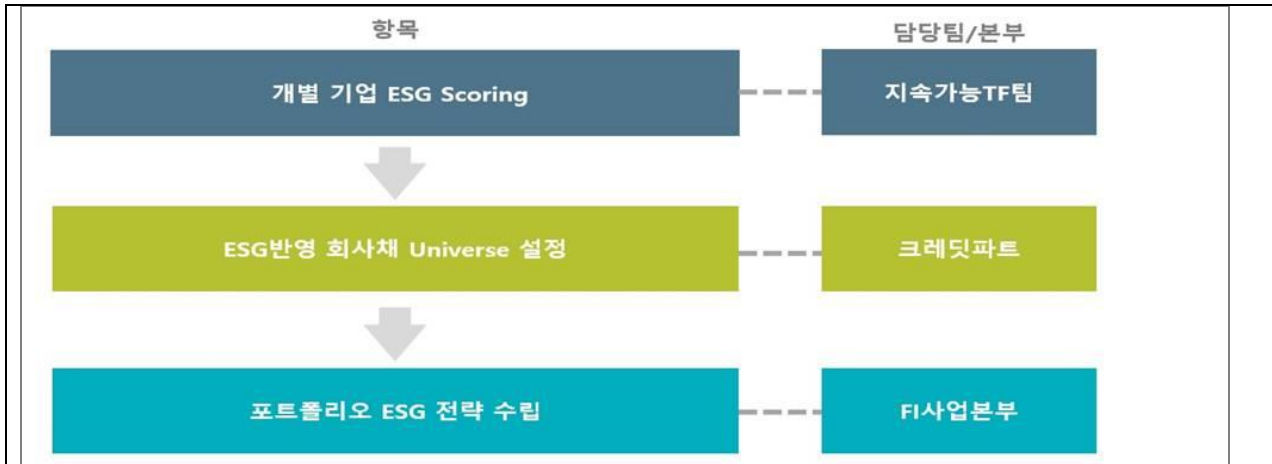 항목
담당팀/본부
개별 기업 ESG Scoring
지속가능TF팀
ESG반영 회사채 Universe 설정
크레딧파트
포트폴리오 ESG 전략 수립
FI사업본부